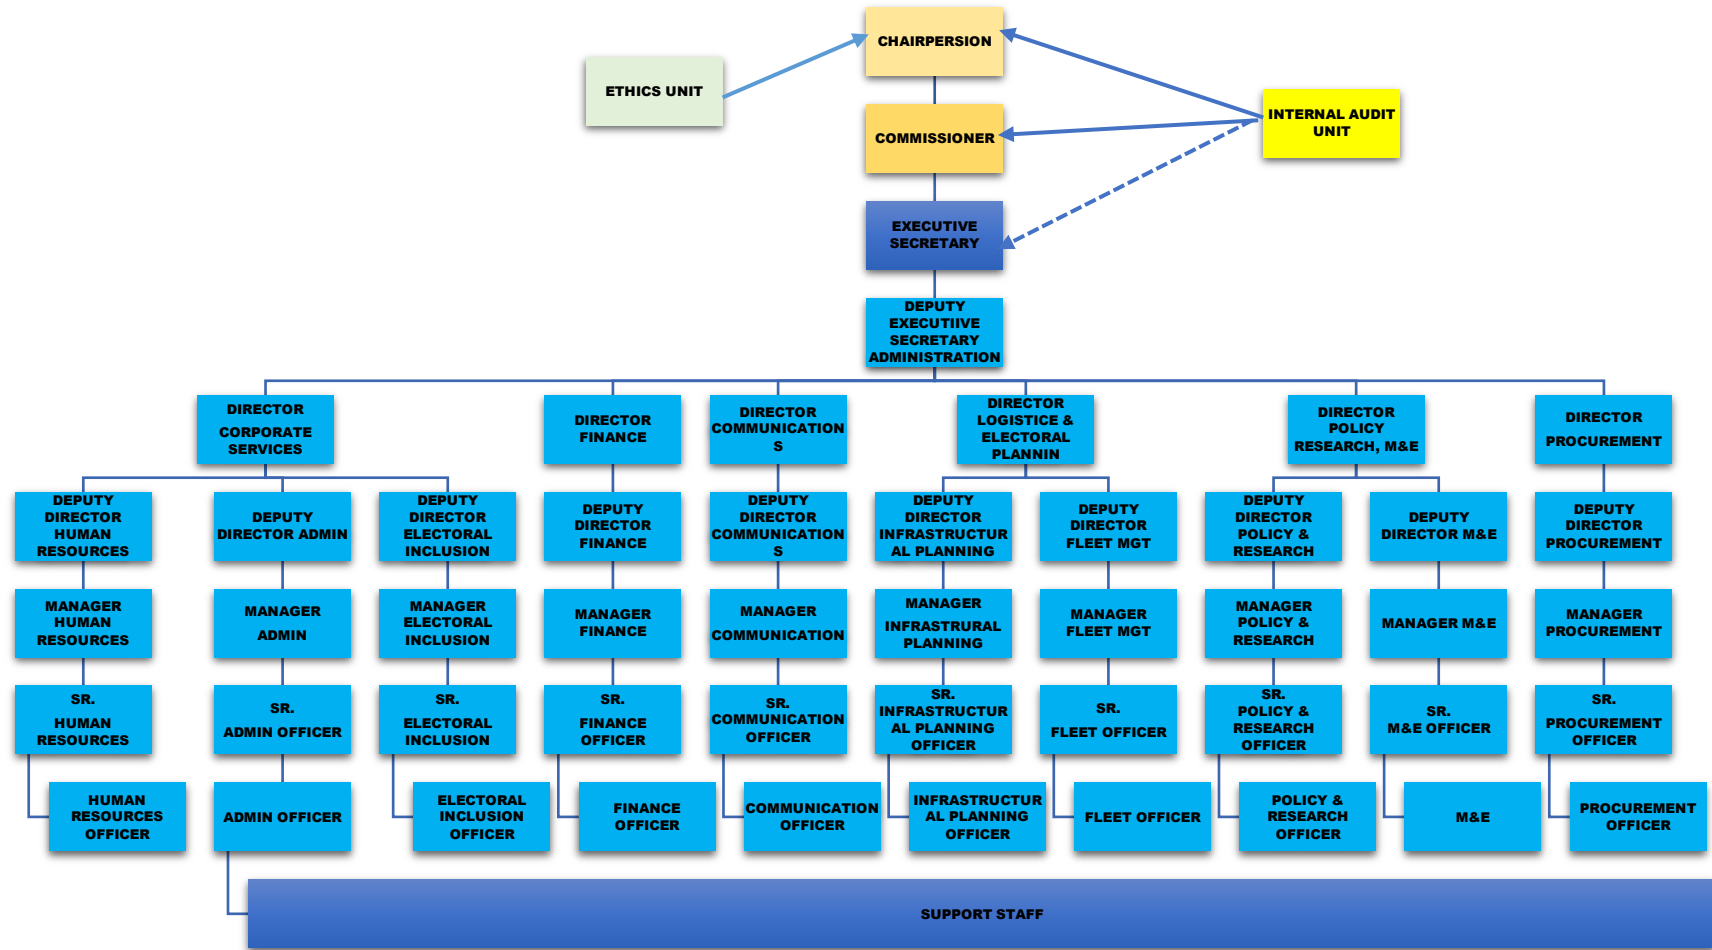 CHAIRPERSION
ETHICS UNIT
INTERNAL AUDIT
UNIT
COMMISSIONER
EXECUTIVE
SECRETARY
DEPUTY
EXECUTIIVE
SECRETARY
ADMINISTRATION
DIRECTOR
CORPORATE
SERVICES
DIRECTOR
FINANCE
DIRECTOR
COMMUNICATION
S
DIRECTOR
LOGISTICE &
ELECTORAL
PLANNIN
DIRECTOR
POLICY
RESEARCH, M&E
DIRECTOR
PROCUREMENT
DEPUTY
DIRECTOR
HUMAN
RESOURCES
DEPUTY
DIRECTOR ADMIN
DEPUTY
DIRECTOR
ELECTORAL
INCLUSION
DEPUTY
DIRECTOR
FINANCE
DEPUTY
DIRECTOR
COMMUNICATION
S
DEPUTY
DIRECTOR
INFRASTRUCTUR
AL PLANNING
DEPUTY
DIRECTOR
FLEET MGT
DEPUTY
DIRECTOR
POLICY &
RESEARCH
DEPUTY
DIRECTOR M&E
DEPUTY
DIRECTOR
PROCUREMENT
MANAGER
HUMAN
RESOURCES
MANAGER
ADMIN
MANAGER
ELECTORAL
INCLUSION
MANAGER
FINANCE
MANAGER
COMMUNICATION
MANAGER
INFRASTRURAL
PLANNING
MANAGER
FLEET MGT
MANAGER
POLICY &
RESEARCH
MANAGER M&E
MANAGER
PROCUREMENT
SR.
HUMAN
RESOURCES
SR.
ADMIN OFFICER
SR.
ELECTORAL
INCLUSION
SR.
FINANCE
OFFICER
SR.
COMMUNICATION
OFFICER
SR.
INFRASTRUCTUR
AL PLANNING
OFFICER
SR.
FLEET OFFICER
SR.
POLICY &
RESEARCH
OFFICER
SR.
M&E OFFICER
SR.
PROCUREMENT
OFFICER
HUMAN
RESOURCES
OFFICER
ADMIN OFFICER
ELECTORAL
INCLUSION
OFFICER
FINANCE
OFFICER
COMMUNICATION
OFFICER
INFRASTRUCTUR
AL PLANNING
OFFICER
FLEET OFFICER
POLICY &
RESEARCH
OFFICER
M&E
PROCUREMENT
OFFICER
SUPPORT STAFF